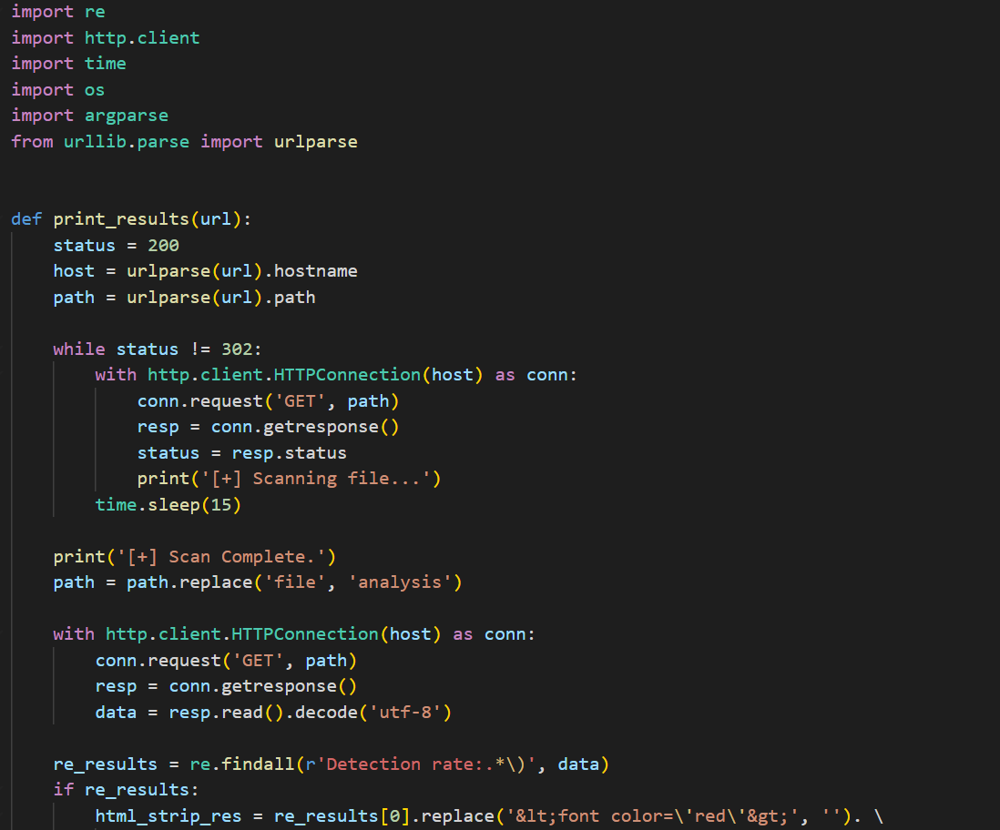 import re
import http.client
import time
import os
import argparse
from urllib.parse import urlparse
def print_results(url):
    status = 200
    host = urlparse(url).hostname
    path = urlparse(url).path
    while status != 302:
        with http.client.HTTPConnection(host) as conn:
            conn.request('GET', path)
            resp = conn.getresponse()
            status = resp.status
            print('[+] Scanning file...')
        time.sleep(15)
    print('[+] Scan Complete.')
    path = path.replace('file', 'analysis')
    with http.client.HTTPConnection(host) as conn:
        conn.request('GET', path)
        resp = conn.getresponse()
        data = resp.read().decode('utf-8')
    re_results = re.findall(r'Detection rate:.*\)', data)
    if re_results:
        html_strip_res = re_results[0].replace('&lt;font color=\'red\'&gt;', ''). \